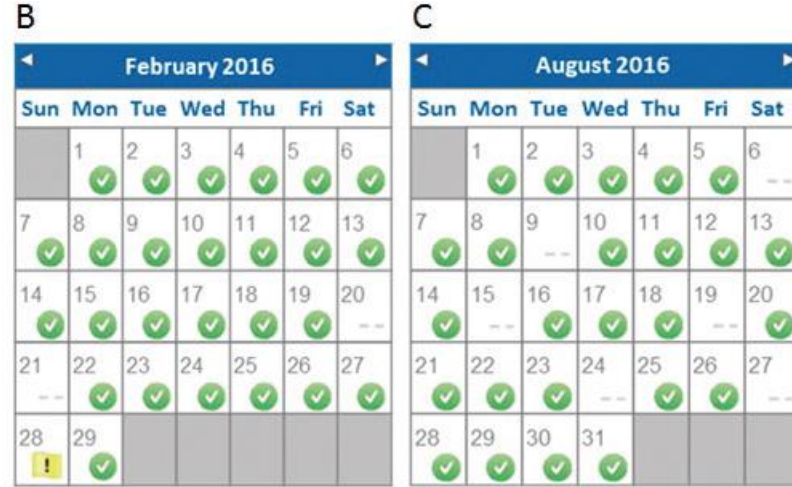 B
February 2016
Sun Mon Tue Wed Thu Fri Sat
1 2 3 4 5 6
7 8 9 10 11 12 13
14 15 16 17 18 19 20
-- 
21 22 23 24 25 26 27
--
28 29
!
C
August 2016
Sun Mon Tue Wed Thu Fri Sat
1 2 3 4 5 6
--
7 8 9 10 11 12 13
--
14 15 16 17 18 19 20
-- --
21 22 23 24 25 26 27
-- --
28 29 30 31